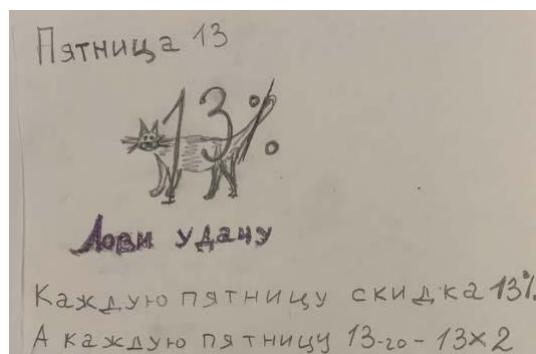 Пятница 13
13%
Лови удачу
Каждую пятницу скидка 13%
А каждую пятницу 13-го - 13×2